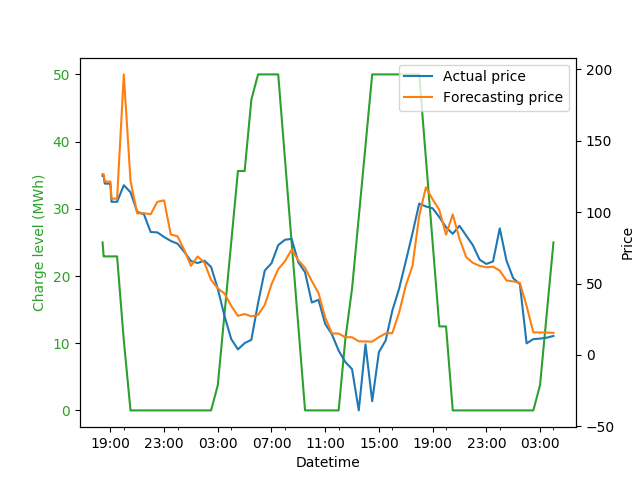 Actual price
Forecasting price
Charge level (MWh)
50
40
30
20
10
0
200
150
100
50
0
−50
Price
19:00 23:00 03:00 07:00 11:00 15:00 19:00 23:00 03:00
Datetime